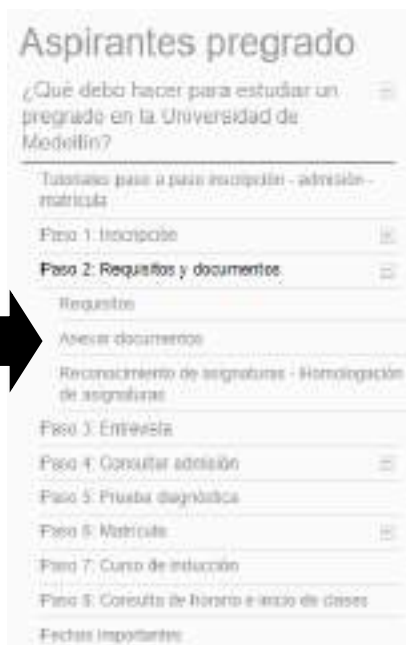 Aspirantes pregrado
¿Qué debo hacer para estudiar un
pregrado en la Universidad de
Medellín?
Tutoriales paso a paso inscripción - admisión -
matrícula
Paso 1: Inscripción
Paso 2: Requisitos y documentos
Requisitos
Anexar documentos
Reconocimiento de asignaturas - Homologación
de asignaturas
Paso 3: Entrevista
Paso 4: Consultar admisión
Paso 5: Prueba diagnóstica
Paso 6: Matrícula
Paso 7: Curso de inducción
Paso 8: Consulta de horario e inicio de clases
Fechas importantes